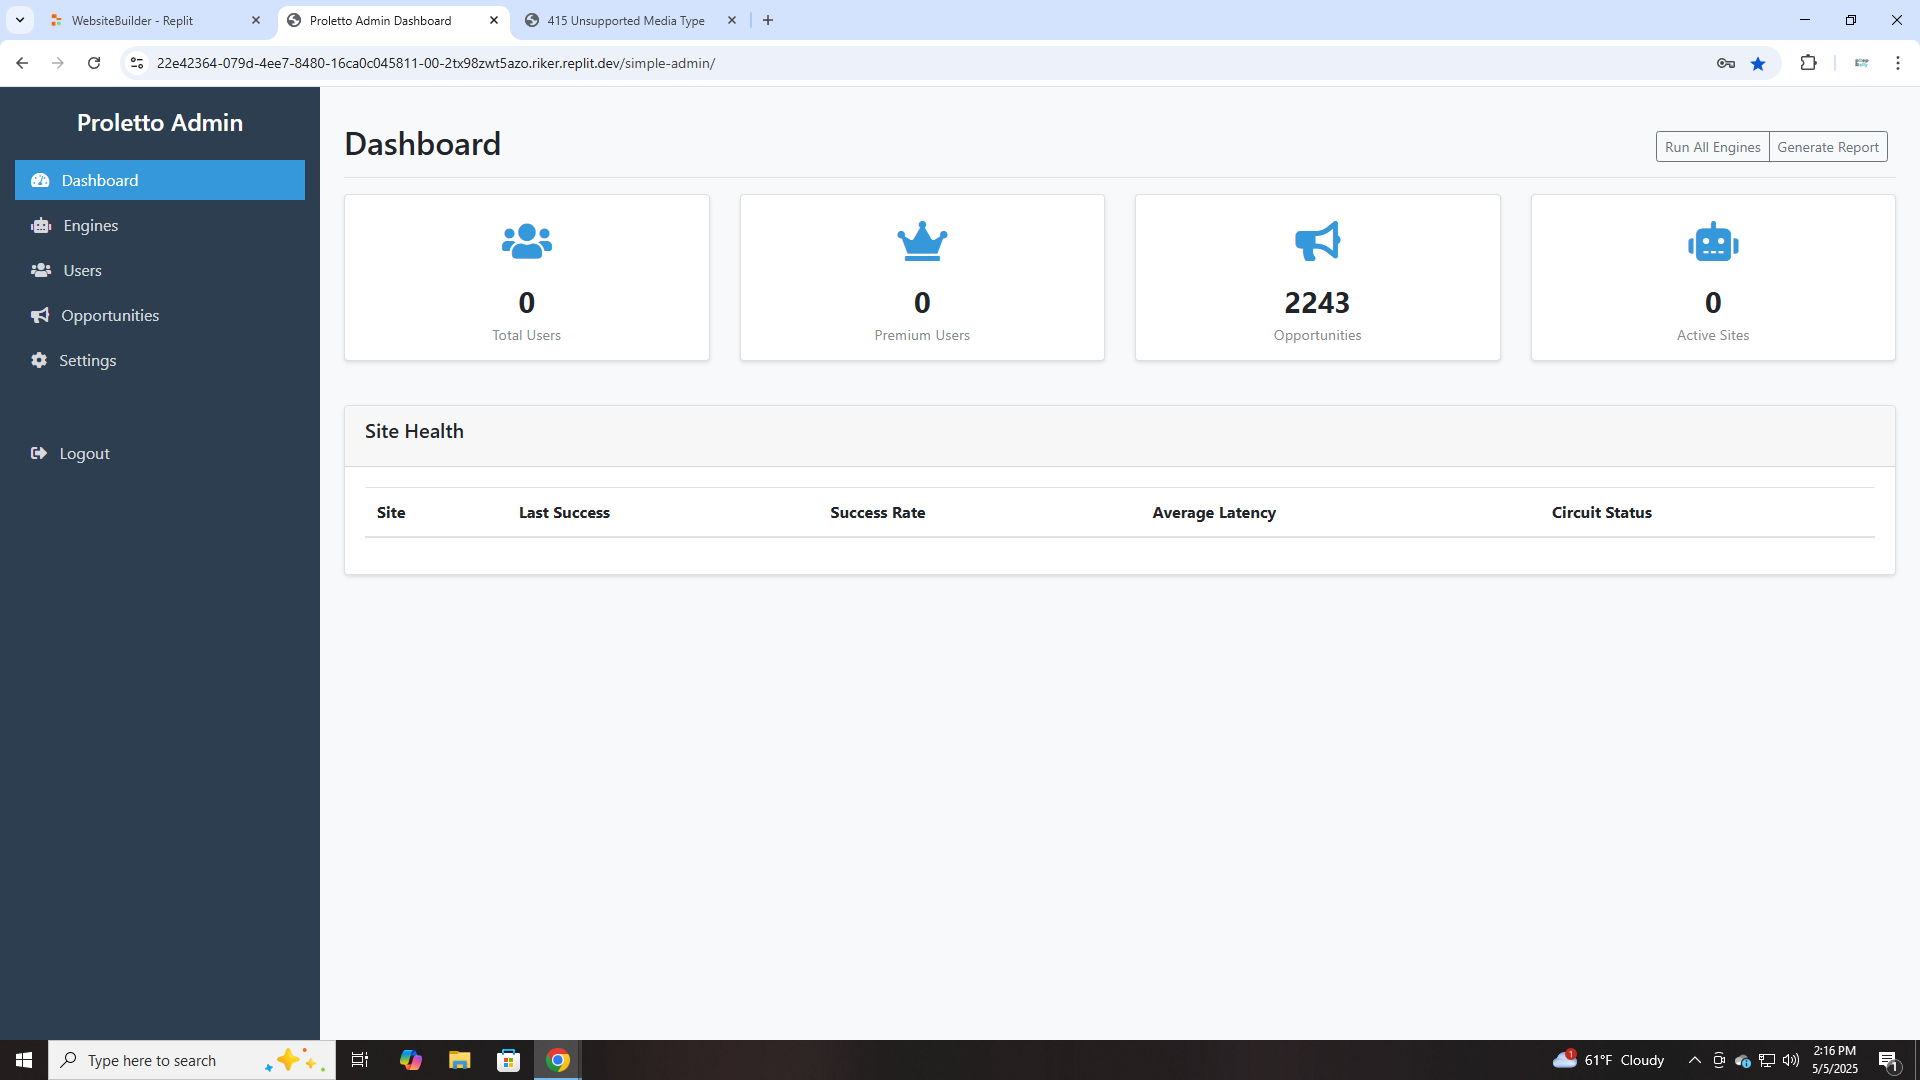 WebsiteBuilder - Replit
Proletto Admin Dashboard
415 Unsupported Media Type
22e42364-079d-4ee7-8480-16ca0c045811-00-2tx98zwt5azo.riker.replit.dev/simple-admin/
Proletto Admin
Dashboard
Engines
Users
Opportunities
Settings
Logout
Dashboard
Run All Engines
Generate Report
0
Total Users
0
Premium Users
2243
Opportunities
0
Active Sites
Site Health
Site Last Success Success Rate Average Latency Circuit Status
Type here to search
1
61°F Cloudy
2:16 PM
5/5/2025
1